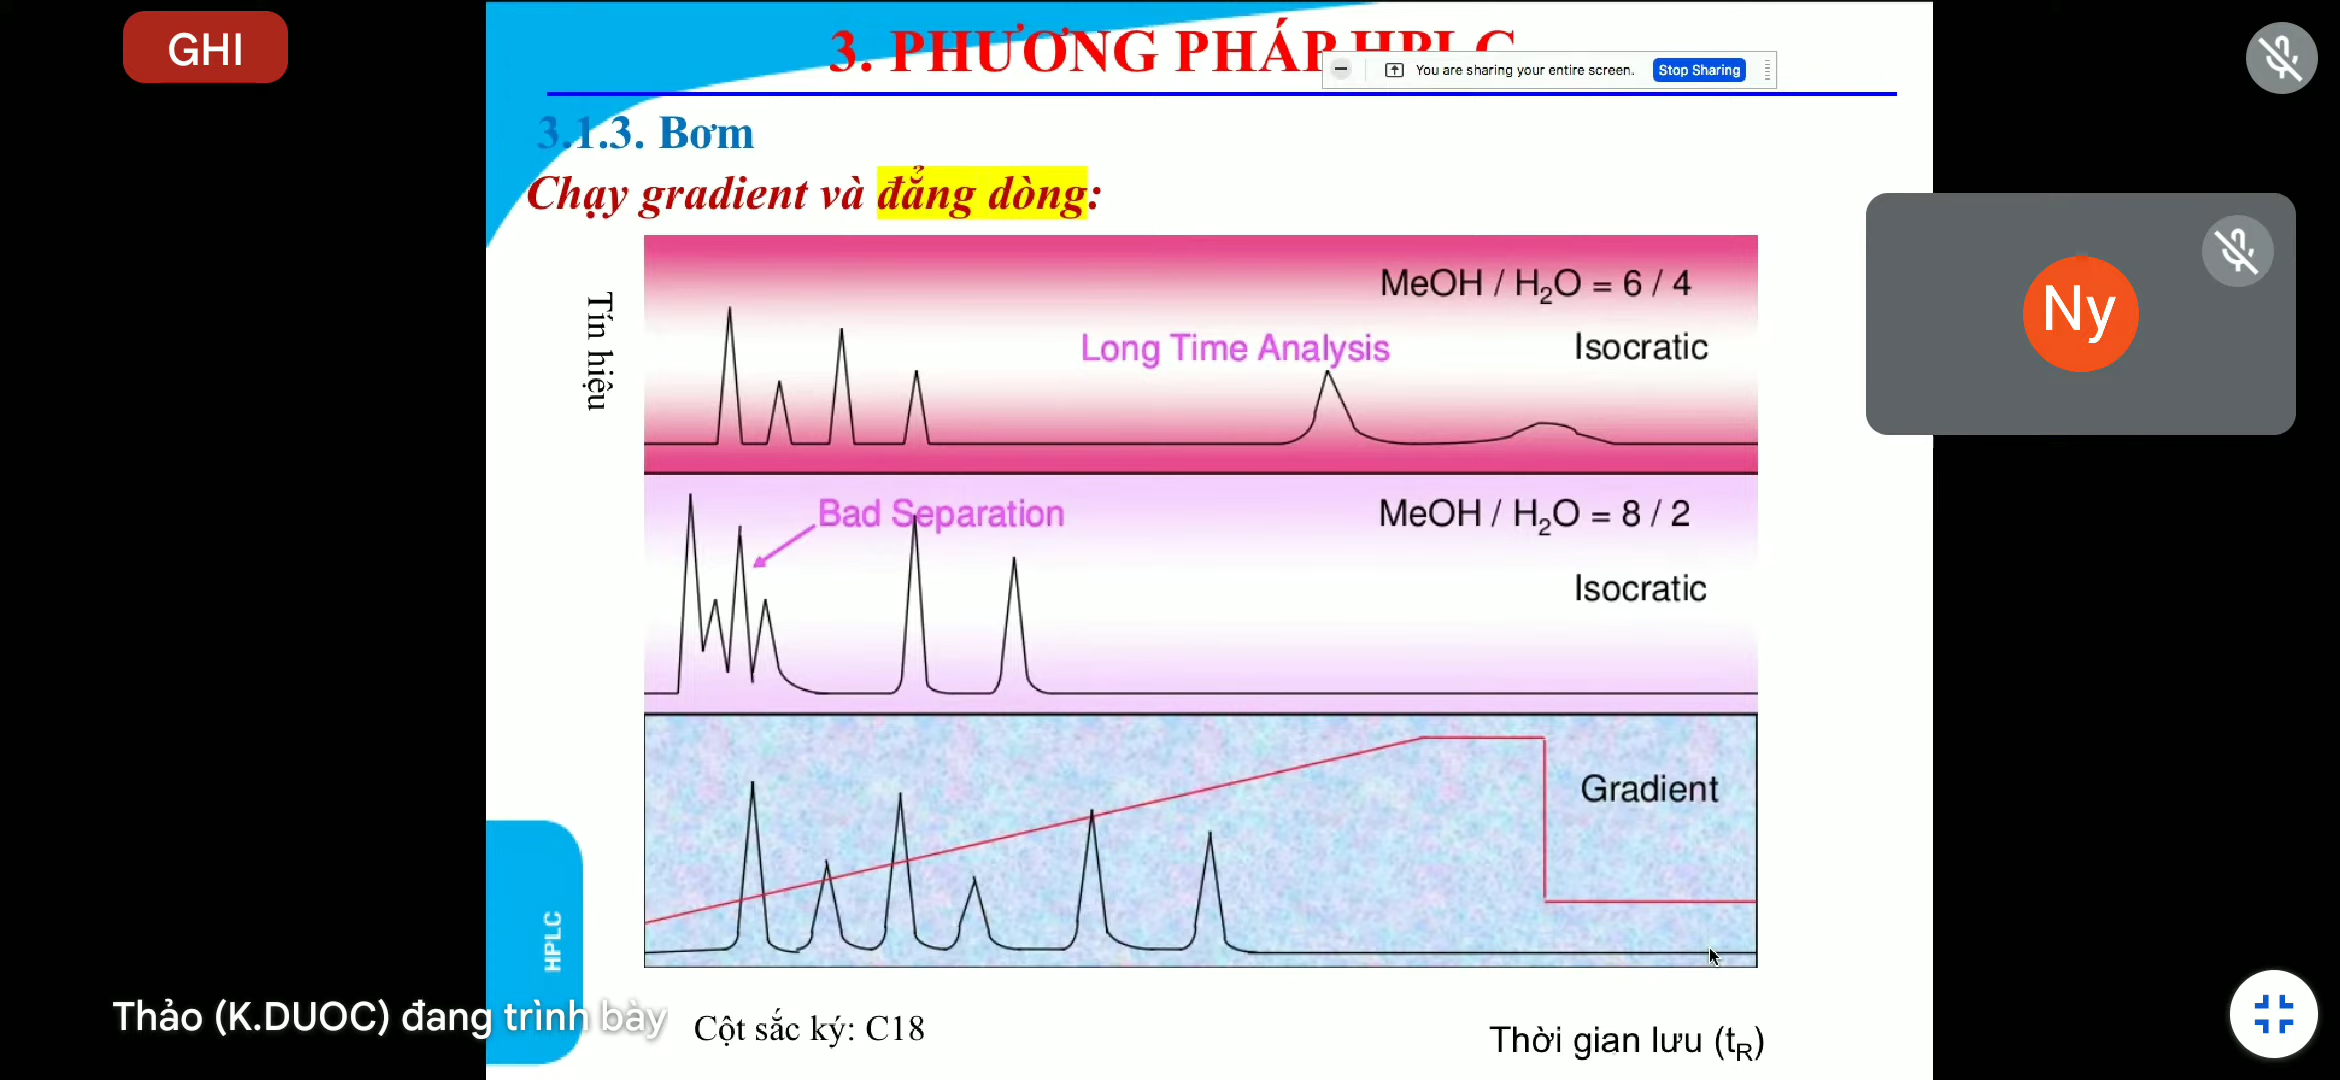 GHI
3. PHƯƠNG PHÁP HPLC
You are sharing your entire screen. Stop Sharing
3.1.3. Bơm
Chạy gradient và đẳng dòng:
Tín hiệu
MeOH / H₂O = 6 / 4
Long Time Analysis
Isocratic
Ny
Bad Separation
MeOH / H₂O = 8 / 2
Isocratic
Gradient
HPLC
Thảo (K.DUOC) đang trình bày
Cột sắc ký: C18
Thời gian lưu (tR)